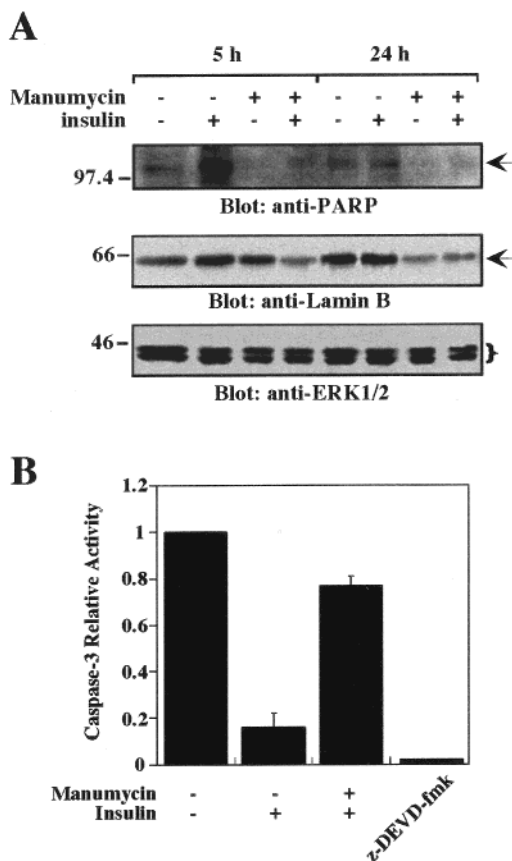 A
5 h 24 h
Manumycin - - + + - - + +
insulin - + - + - + - +
97.4
Blot: anti-PARP
66
Blot: anti-Lamin B
46
}
Blot: anti-ERK1/2
B
Caspase-3 Relative Activity
1.2
1
0.8
0.6
0.4
0.2
0
Manumycin - - +
Insulin - + +
z-DEVD-fmk